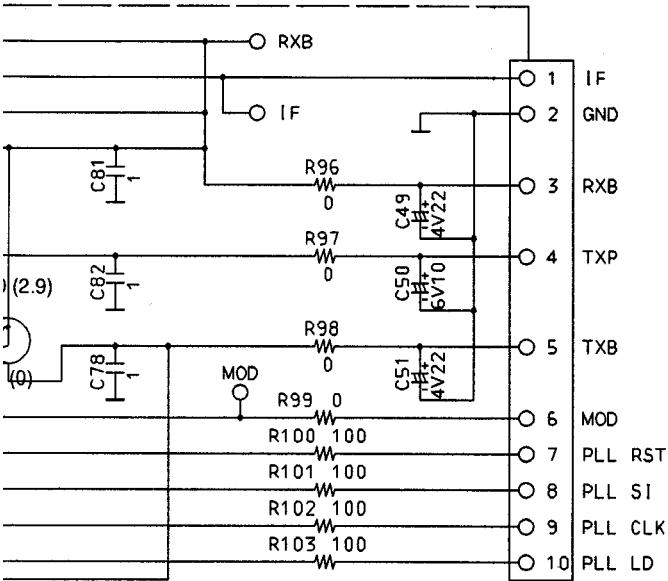 RXB
1 IF
IF
2 GND
C81
1
R96
0
C49
4V22
3 RXB
R97
0
C50
6V10
4 TXP
) (2.9)
C82
1
R98
0
C51
4V22
5 TXB
(0)
C78
1
MOD
R99 0
6 MOD
R100 100
7 PLL RST
R101 100
8 PLL SI
R102 100
9 PLL CLK
R103 100
10 PLL LD